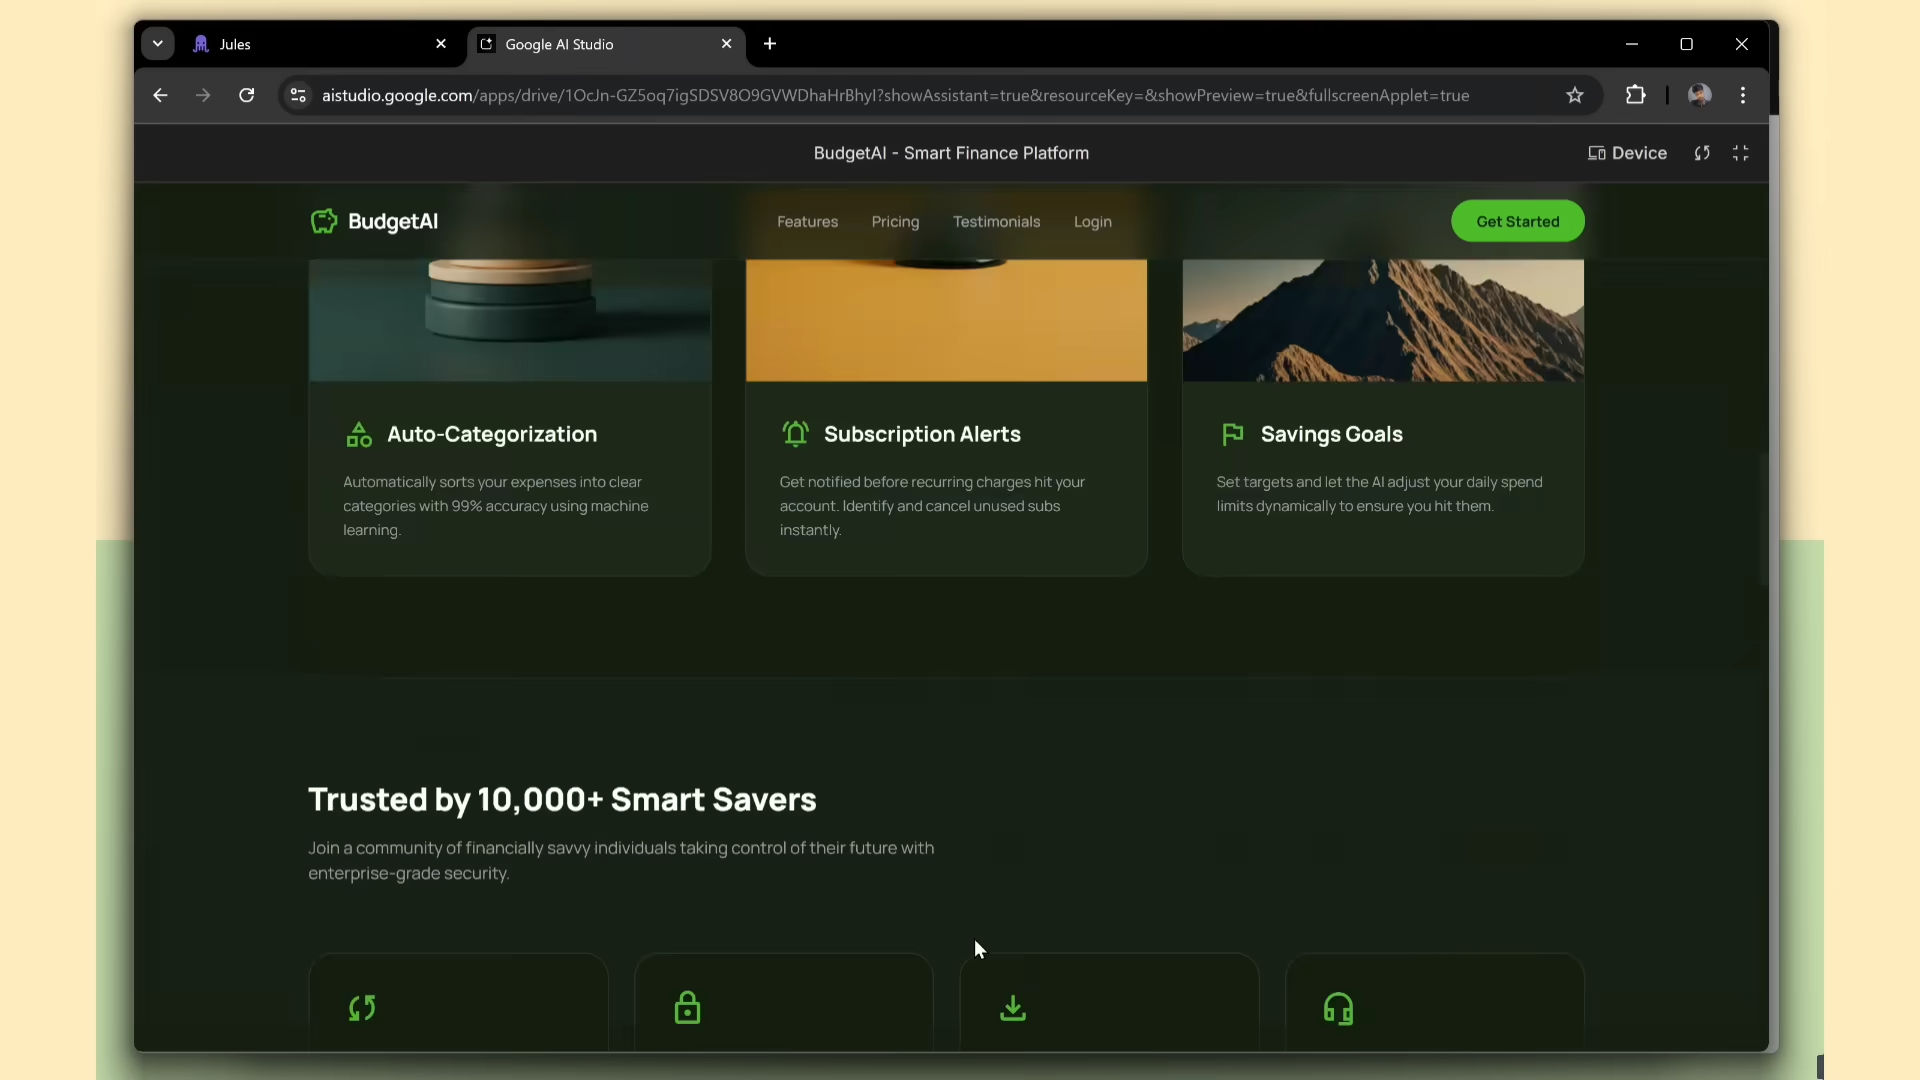 Jules
Google AI Studio
aistudio.google.com/apps/drive/1OcJn-GZ5oq7igSDSV8O9GVWDhaHrBhyI?showAssistant=true&resourceKey=&showPreview=true&fullscreenApplet=true
BudgetAI - Smart Finance Platform
Device
BudgetAI
Features
Pricing
Testimonials
Login
Get Started
Auto-Categorization
Automatically sorts your expenses into clear
categories with 99% accuracy using machine
learning.
Subscription Alerts
Get notified before recurring charges hit your
account. Identify and cancel unused subs
instantly.
Savings Goals
Set targets and let the AI adjust your daily spend
limits dynamically to ensure you hit them.
Trusted by 10,000+ Smart Savers
Join a community of financially savvy individuals taking control of their future with
enterprise-grade security.